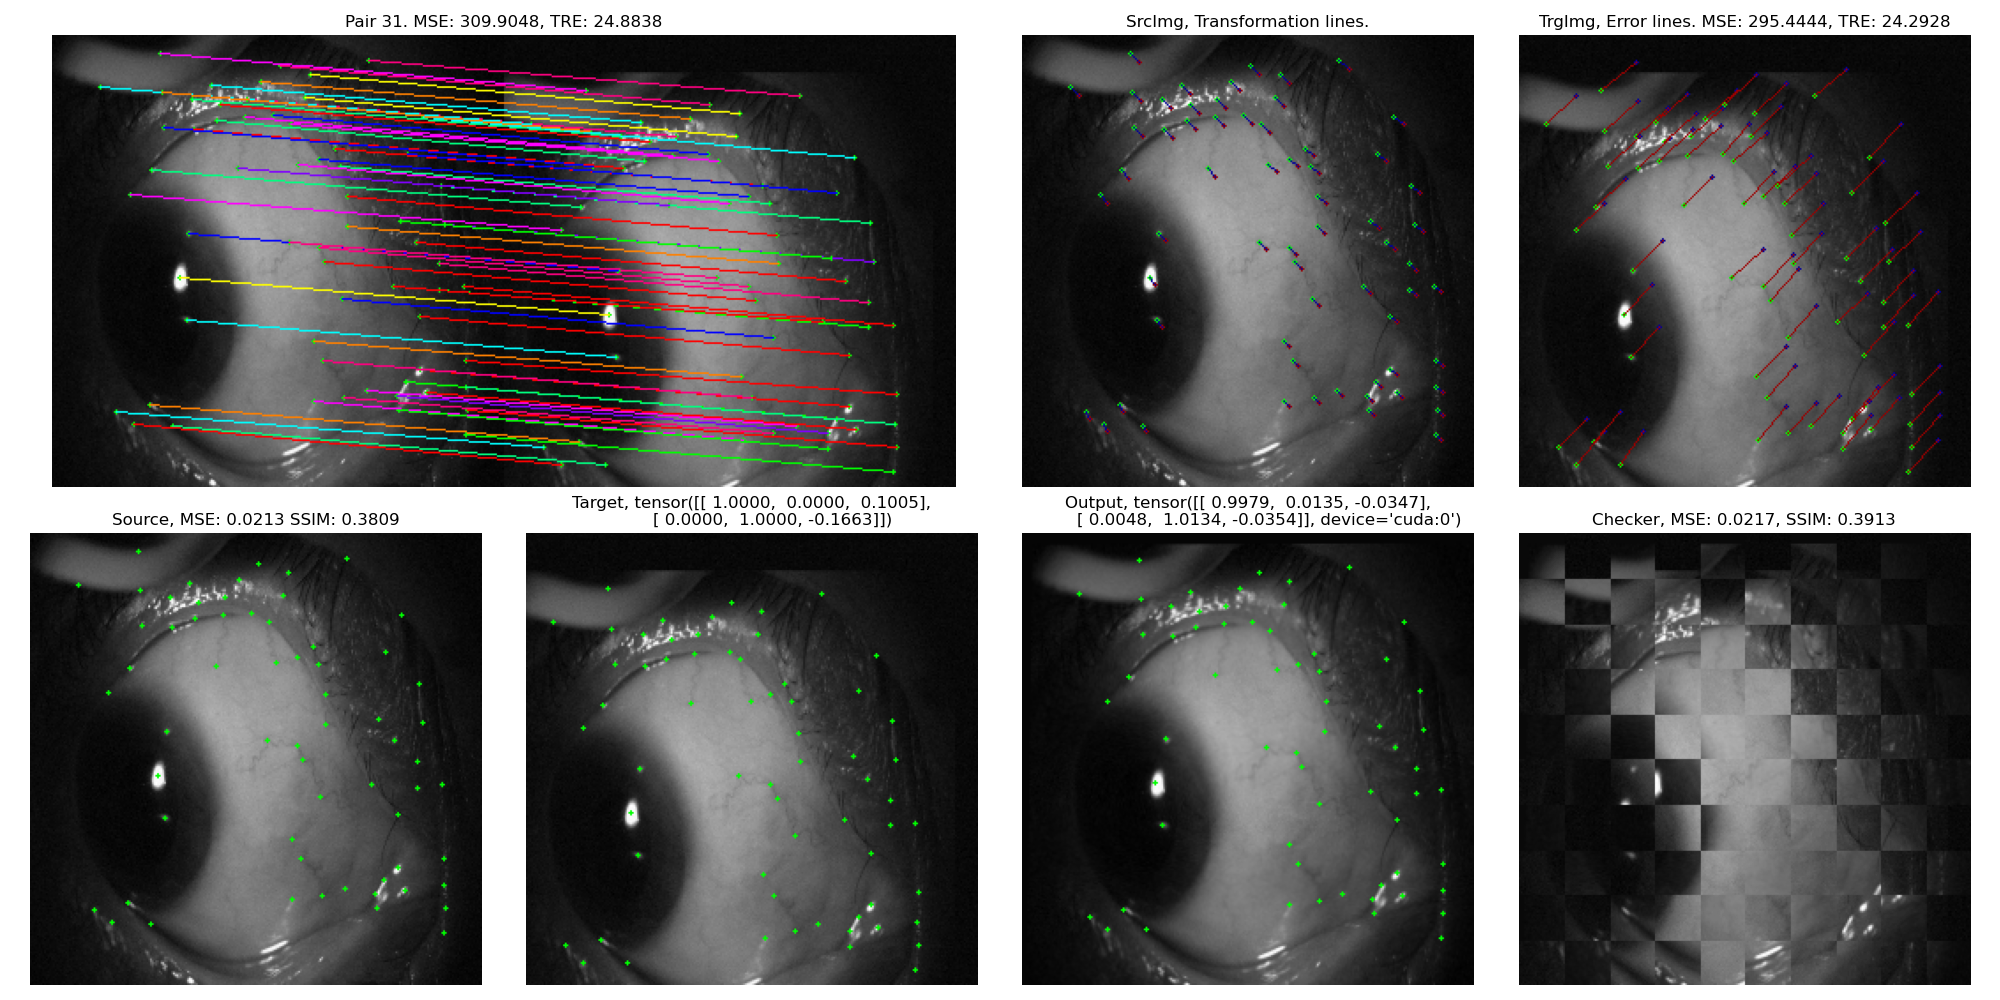 Pair 31. MSE: 309.9048, TRE: 24.8838
SrcImg, Transformation lines.
TrgImg, Error lines. MSE: 295.4444, TRE: 24.2928
Source, MSE: 0.0213 SSIM: 0.3809
Target, tensor([[ 1.0000,  0.0000,  0.1005],
[ 0.0000,  1.0000, -0.1663]])
Output, tensor([[ 0.9979,  0.0135, -0.0347],
[ 0.0048,  1.0134, -0.0354]], device='cuda:0')
Checker, MSE: 0.0217, SSIM: 0.3913